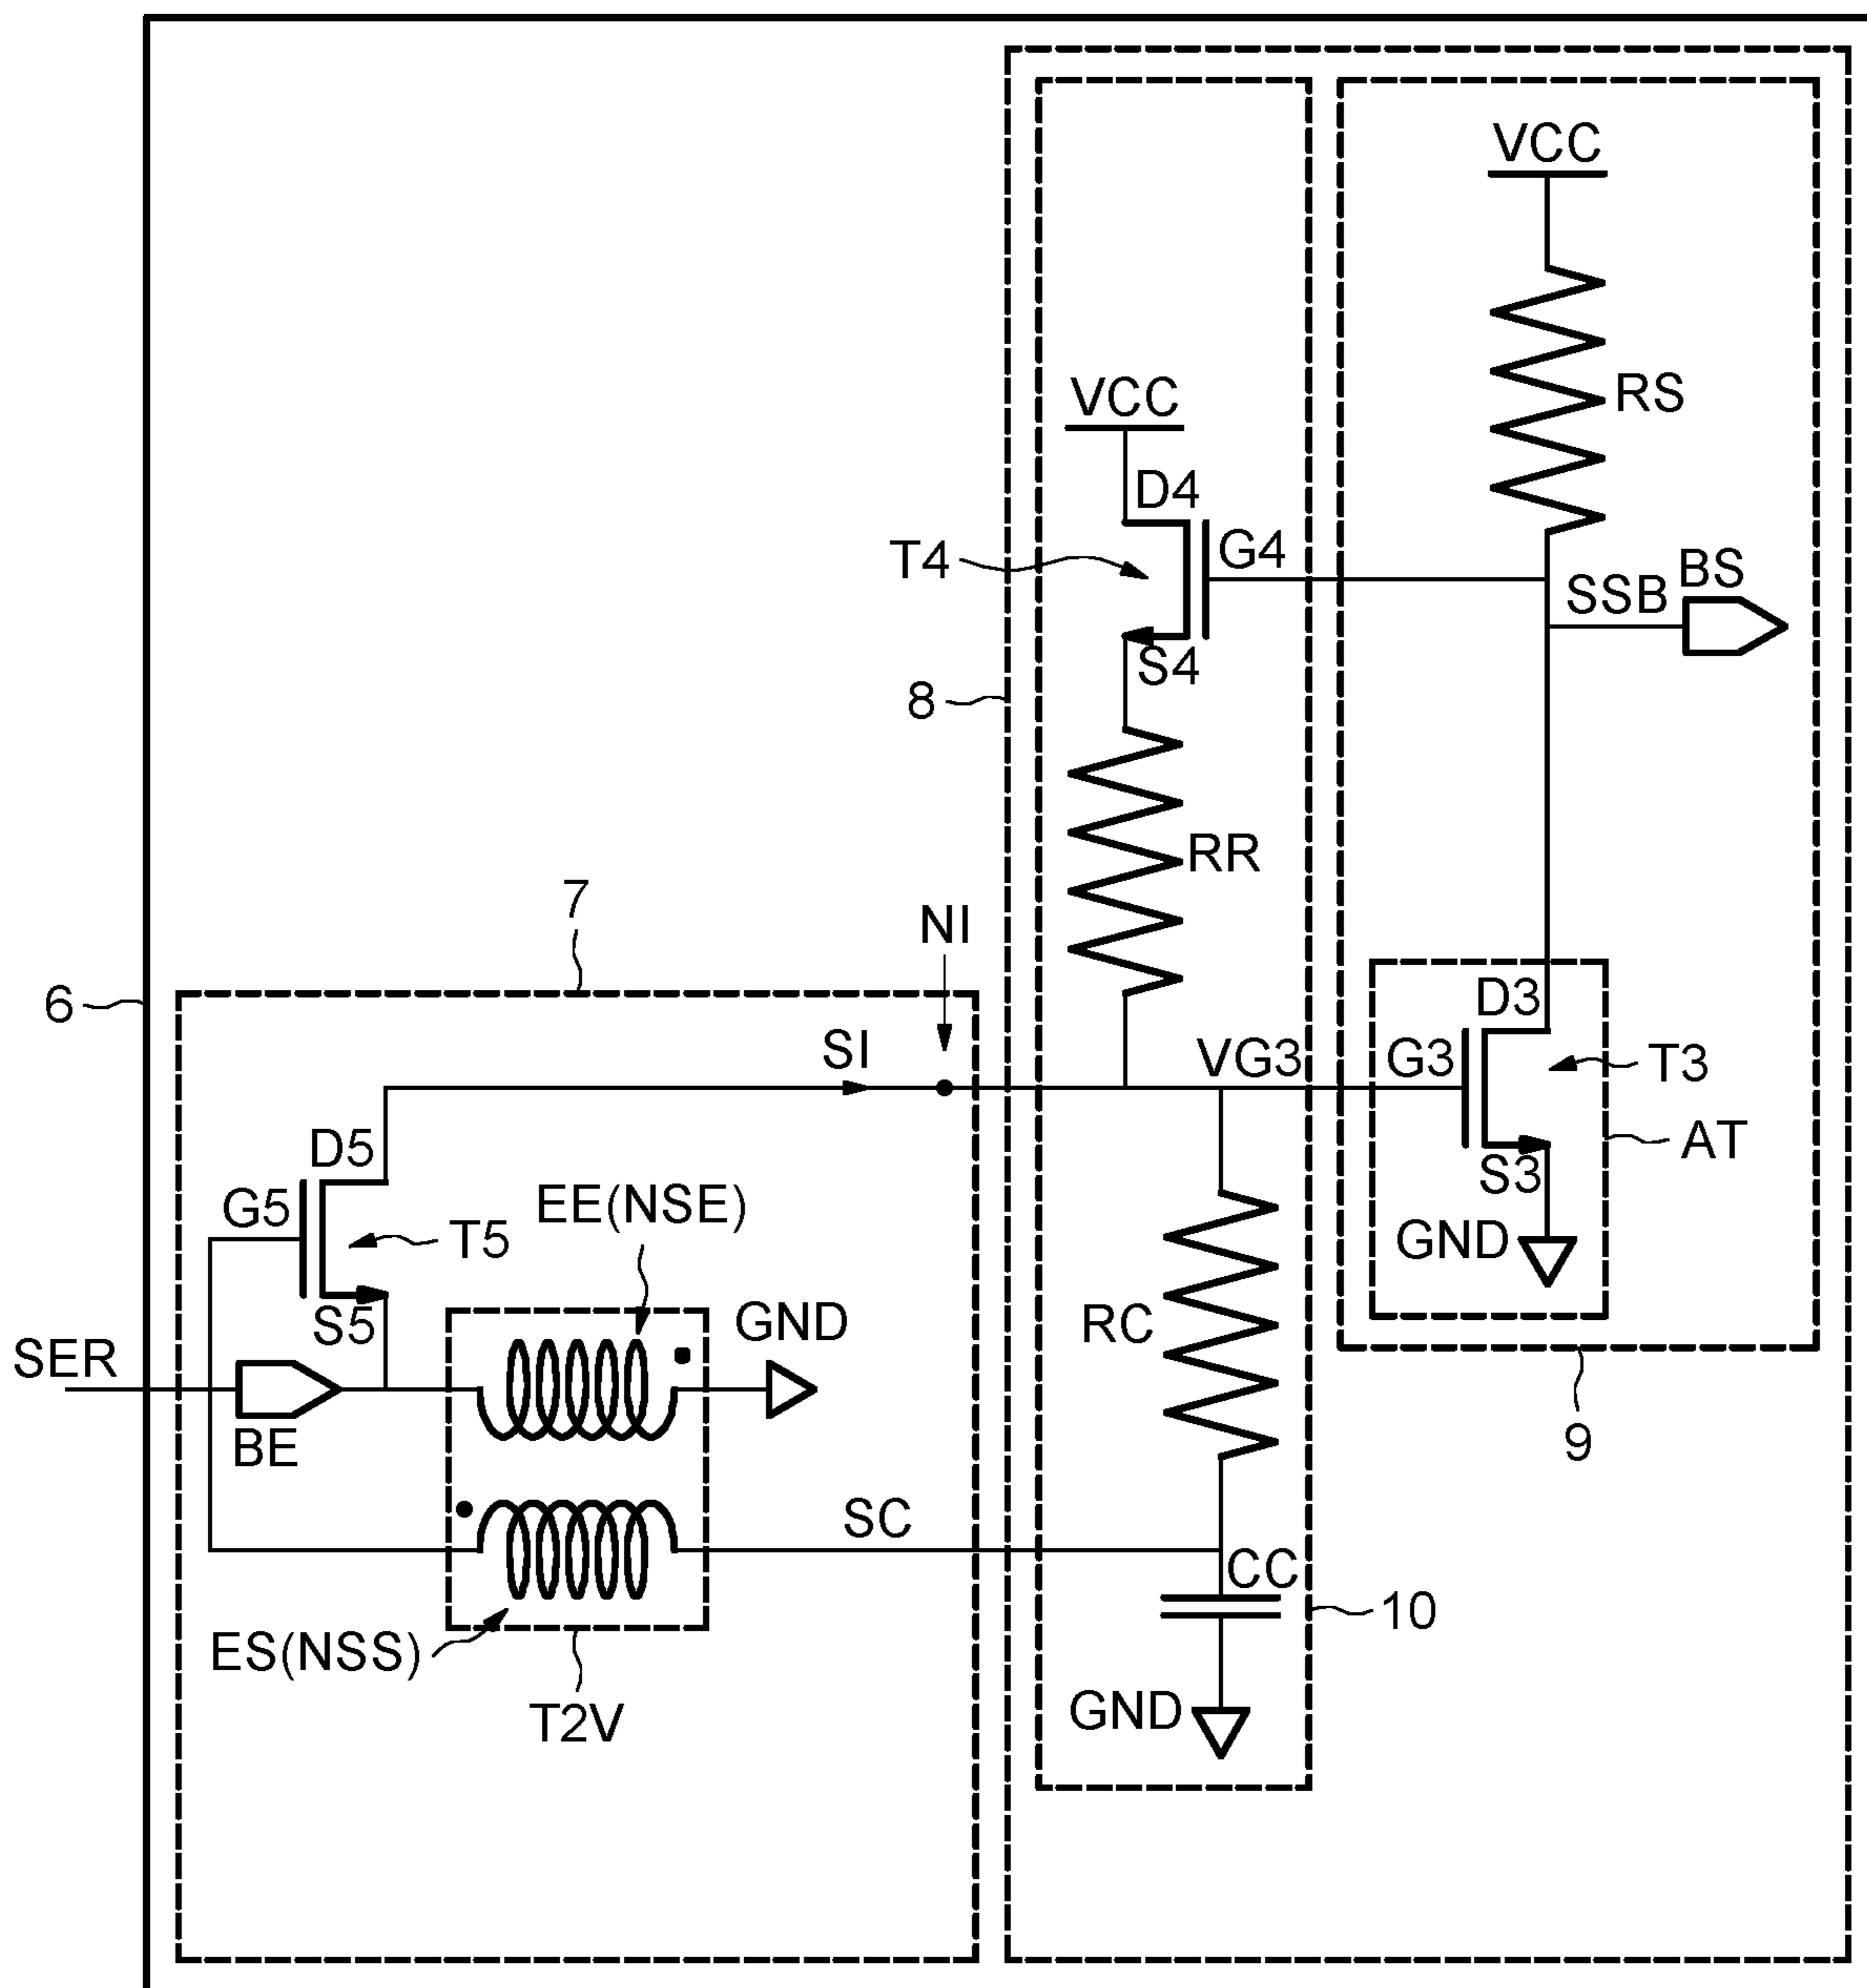 VCC
VCC
RS
D4
T4
G4
SSB
BS
S4
8
RR
7
NI
6
D3
SI
VG3
G3
T3
D5
AT
S3
EE(NSE)
G5
T5
GND
S5
GND
RC
SER
BE
9
SC
CC
10
ES(NSS)
GND
T2V